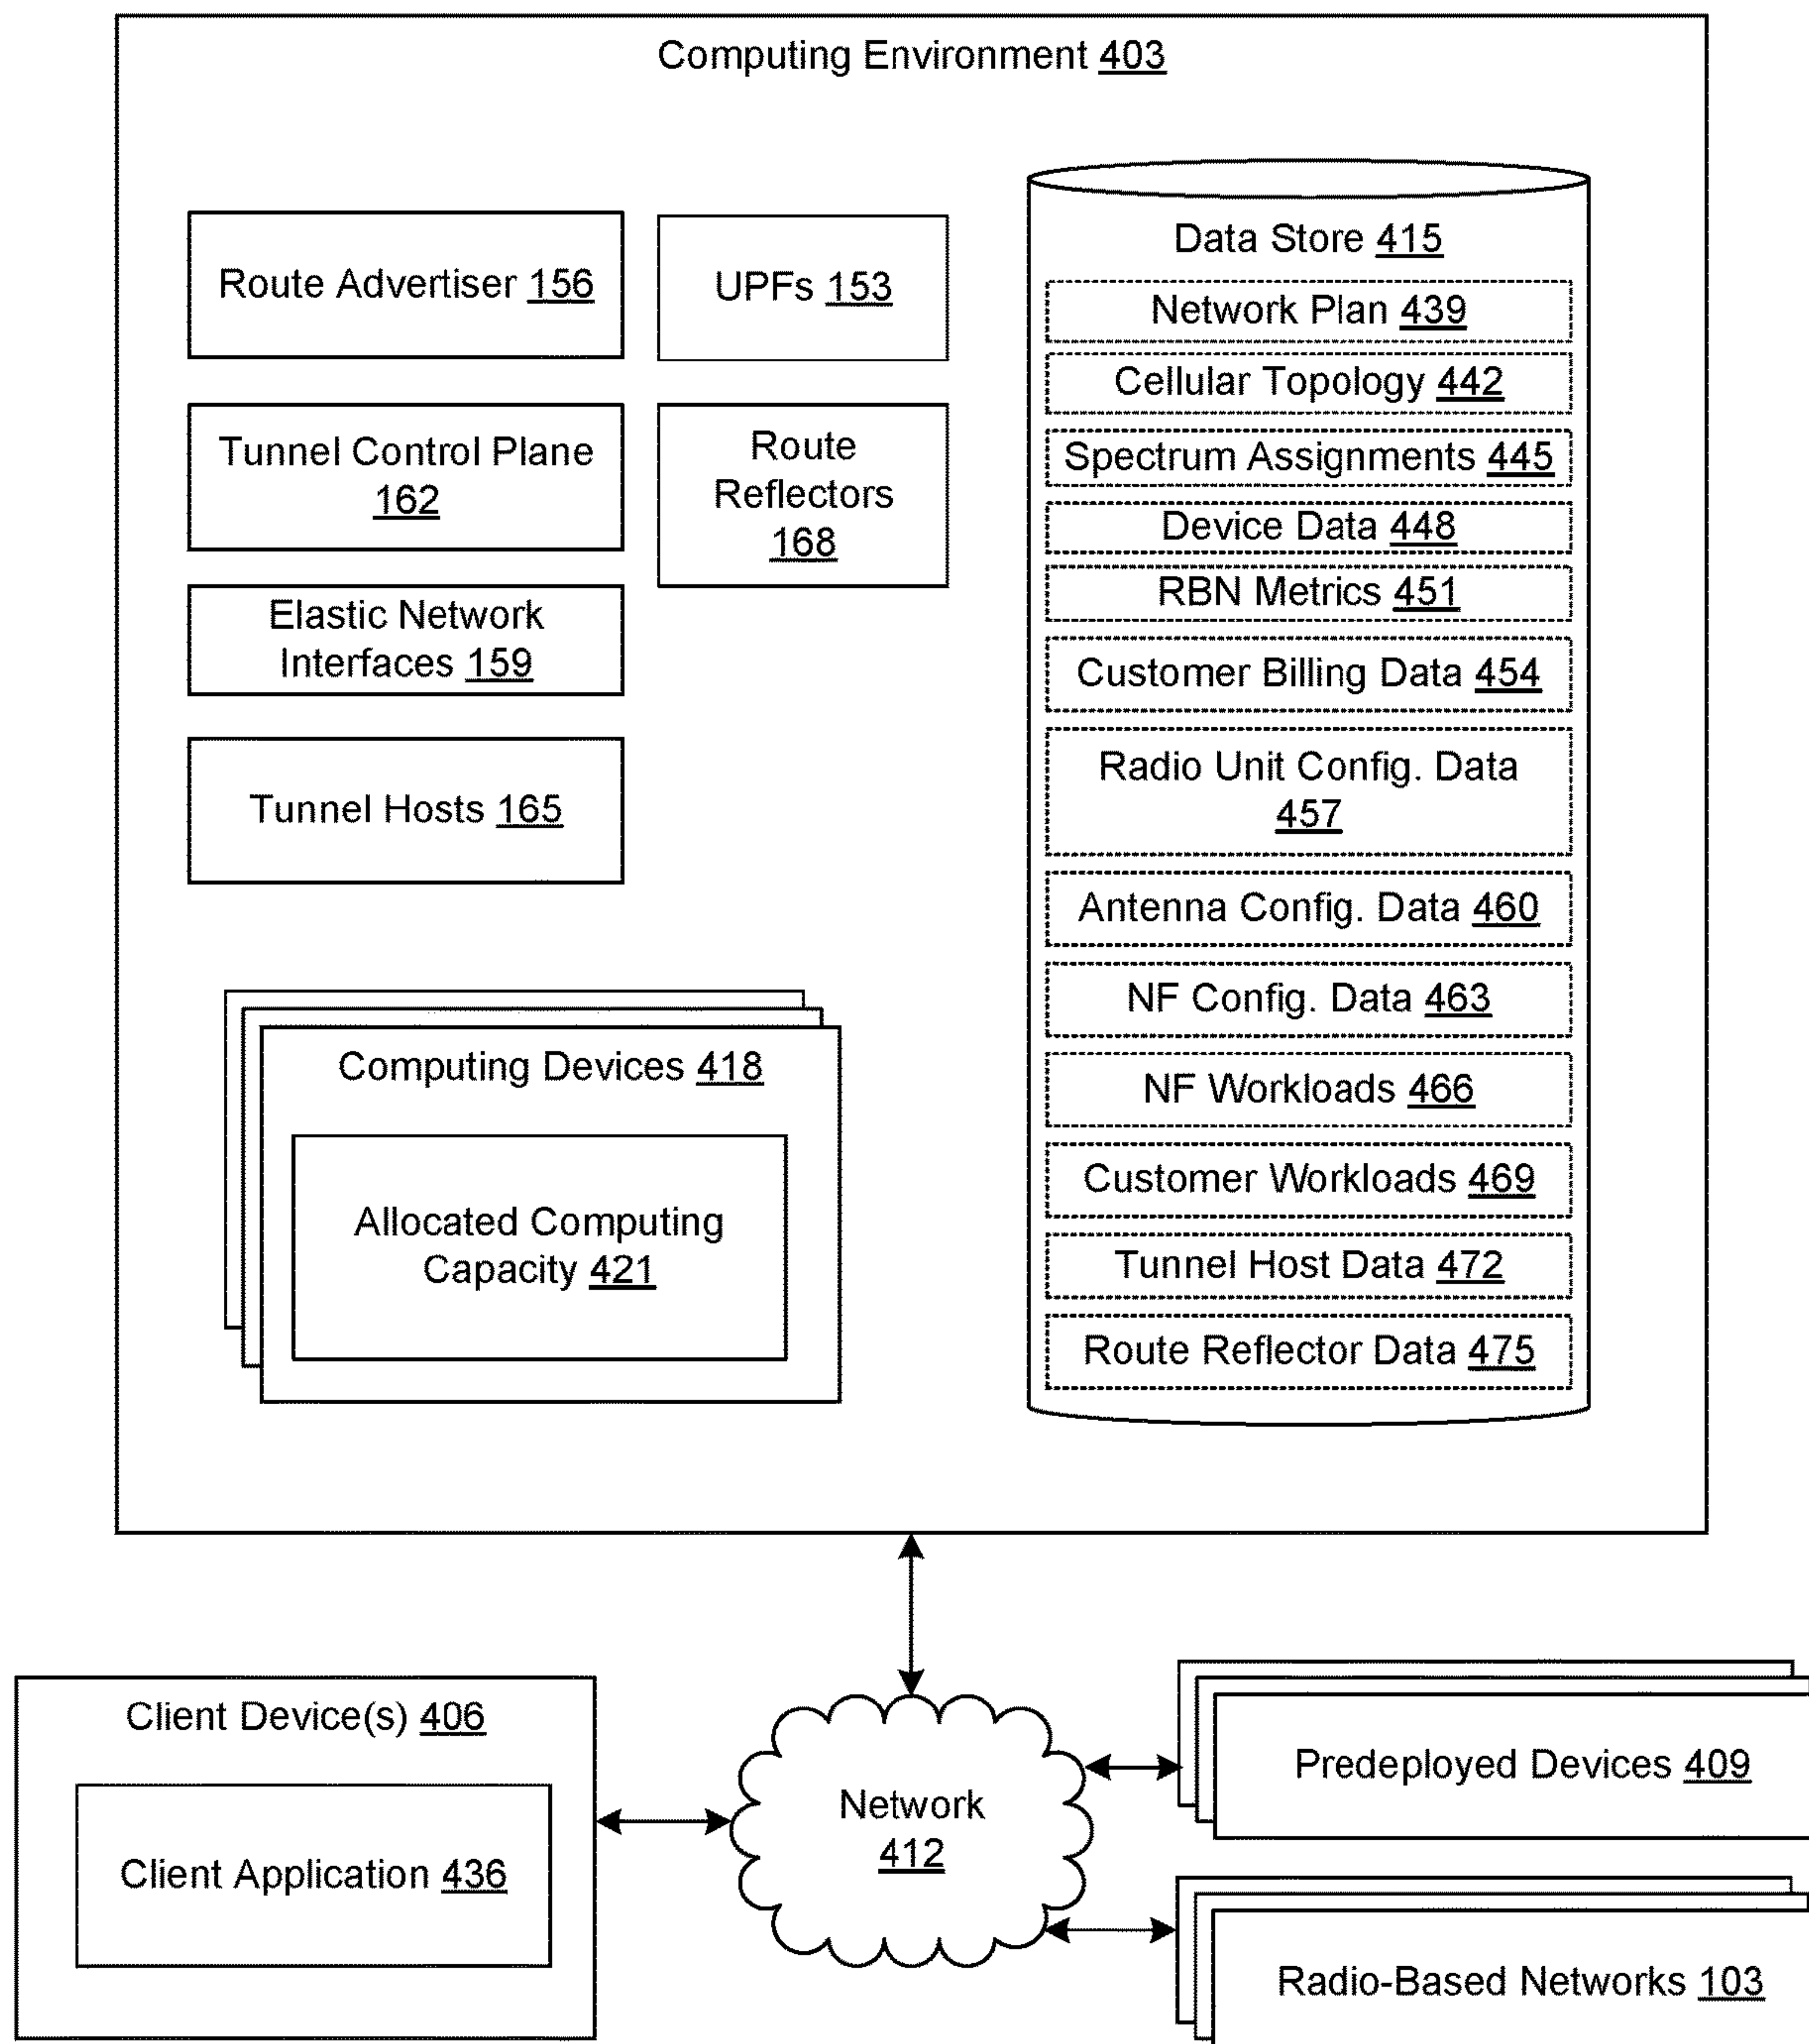 Computing Environment 403
Route Advertiser 156
UPFs 153
Tunnel Control Plane
162
Route
Reflectors
168
Elastic Network
Interfaces 159
Tunnel Hosts 165
Computing Devices 418
Allocated Computing
Capacity 421
Data Store 415
Network Plan 439
Cellular Topology 442
Spectrum Assignments 445
Device Data 448
RBN Metrics 451
Customer Billing Data 454
Radio Unit Config. Data
457
Antenna Config. Data 460
NF Config. Data 463
NF Workloads 466
Customer Workloads 469
Tunnel Host Data 472
Route Reflector Data 475
Client Device(s) 406
Client Application 436
Network
412
Predeployed Devices 409
Radio-Based Networks 103